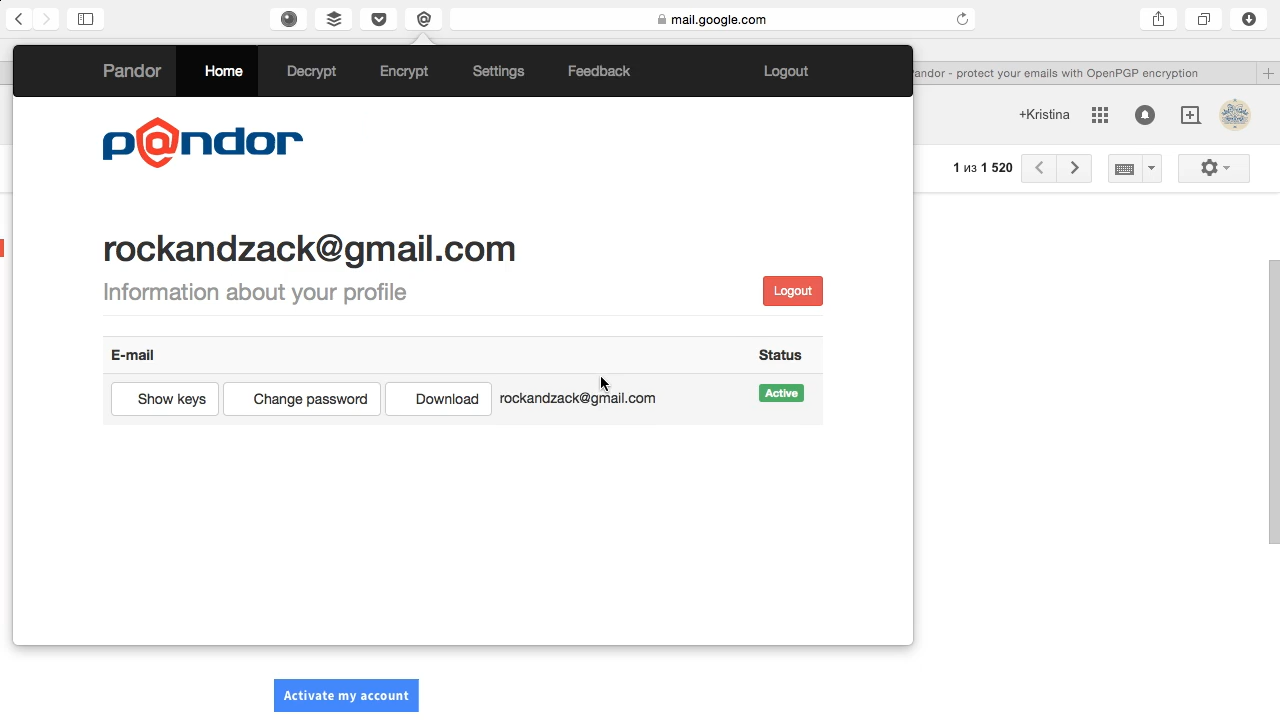 mail.google.com
Pandor Home Decrypt Encrypt Settings Feedback Logout
andor - protect your emails with OpenPGP encryption
+Kristina
p@ndor
1 из 1 520
rockandzack@gmail.com
Information about your profile
Logout
E-mail Status
Show keys Change password Download rockandzack@gmail.com Active
Activate my account